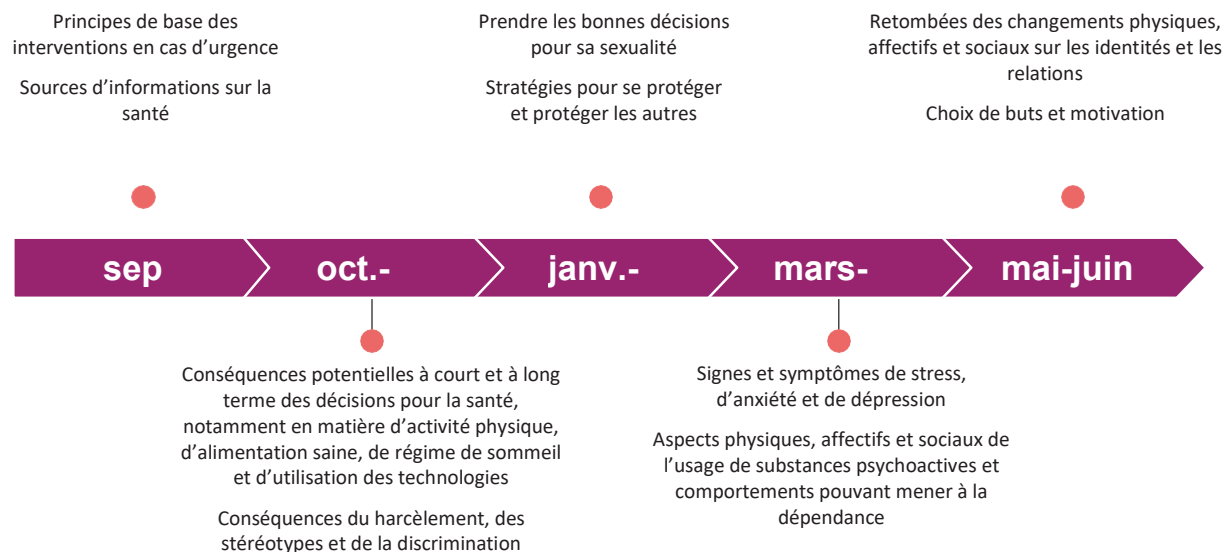 Principes de base des
interventions en cas d’urgence
Sources d’informations sur la
santé
Prendre les bonnes décisions
pour sa sexualité
Stratégies pour se protéger
et protéger les autres
Retombées des changements physiques,
affectifs et sociaux sur les identités et les
relations
Choix de buts et motivation
sep
oct.-
janv.-
mars-
mai-juin
Conséquences potentielles à court et à long
terme des décisions pour la santé,
notamment en matière d’activité physique,
d’alimentation saine, de régime de sommeil
et d’utilisation des technologies
Conséquences du harcèlement, des
stéréotypes et de la discrimination
Signes et symptômes de stress,
d’anxiété et de dépression
Aspects physiques, affectifs et sociaux de
l’usage de substances psychoactives et
comportements pouvant mener à la
dépendance